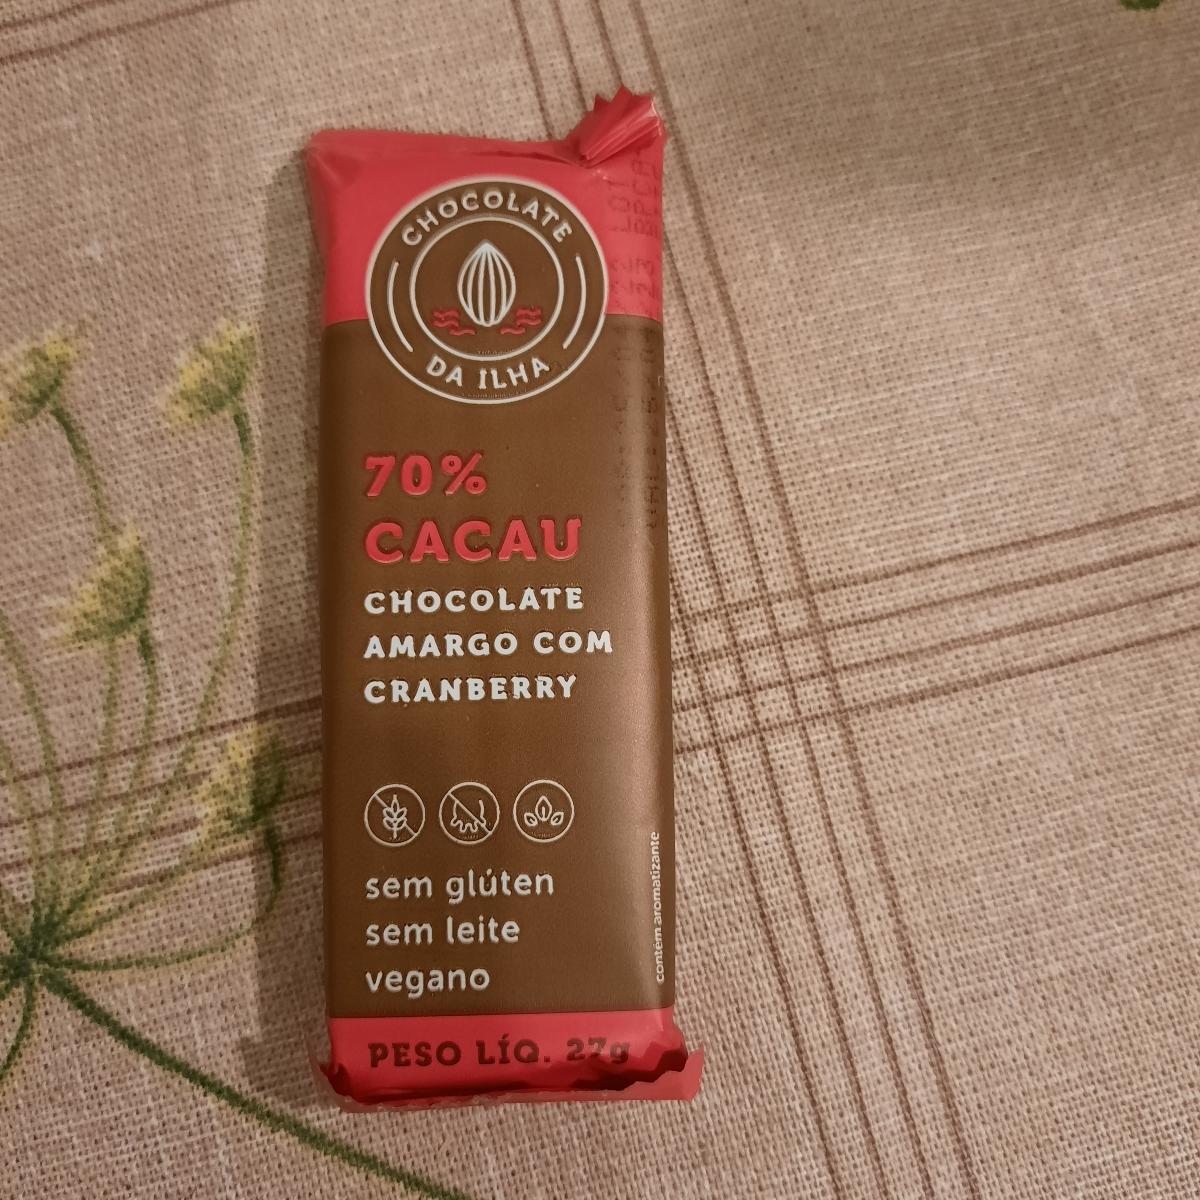 CHOCOLATE
DA ILHA
70%
CACAU
CHOCOLATE
AMARGO COM
CRANBERRY
sem glúten
sem leite
vegano
contém aromatizante
PESO LÍQ. 27g